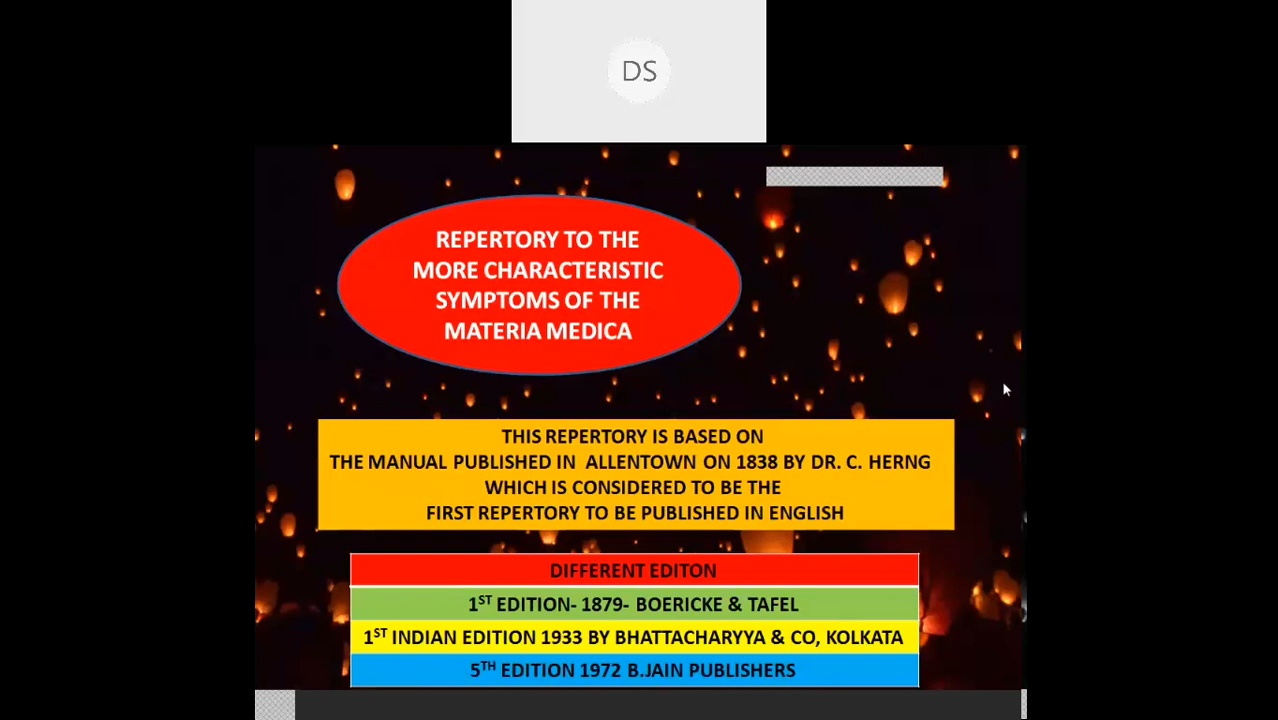 DS
REPERTORY TO THE
MORE CHARACTERISTIC
SYMPTOMS OF THE
MATERIA MEDICA
THIS REPERTORY IS BASED ON
THE MANUAL PUBLISHED IN ALLENTOWN ON 1838 BY DR. C. HERNG
WHICH IS CONSIDERED TO BE THE
FIRST REPERTORY TO BE PUBLISHED IN ENGLISH
DIFFERENT EDITON
1ST EDITION- 1879- BOERICKE & TAFEL
1ST INDIAN EDITION 1933 BY BHATTACHARYYA & CO, KOLKATA
5TH EDITION 1972 B.JAIN PUBLISHERS